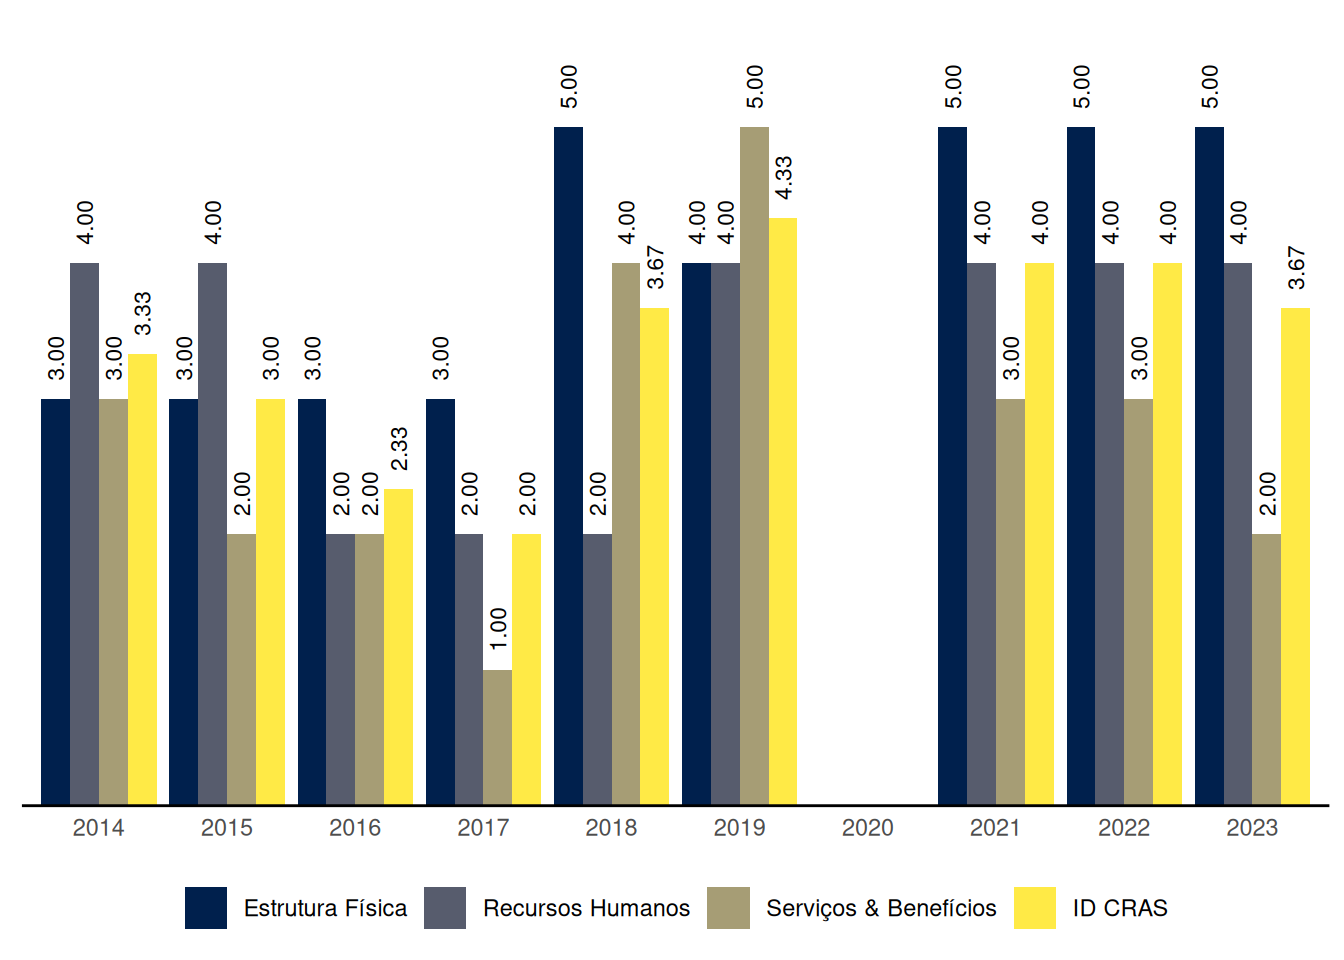 5.00 5.00 5.00 5.00 5.00
4.33
4.00 4.00 4.00 4.00 4.00 4.00 4.00 4.00 4.00 4.00
3.67 3.67
3.33
3.00 3.00 3.00 3.00 3.00 3.00 3.00 3.00
2.33
2.00 2.00 2.00 2.00 2.00 2.00 2.00
1.00
2014 2015 2016 2017 2018 2019 2020 2021 2022 2023
Estrutura Física Recursos Humanos Serviços & Benefícios ID CRAS